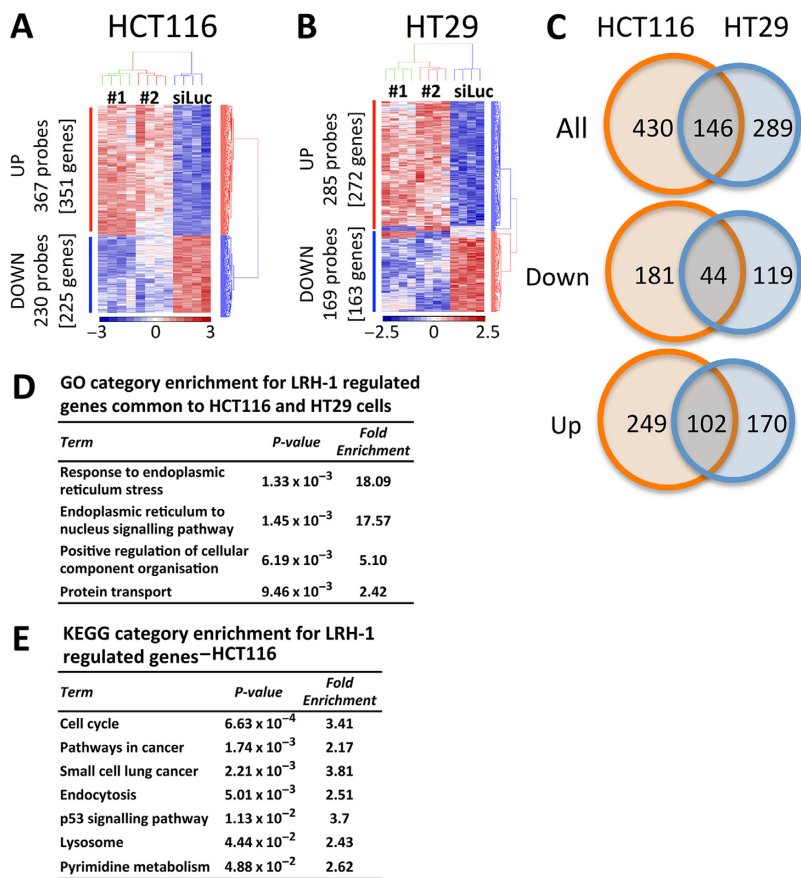 A
HCT116
#1 #2 siLuc
UP
367 probes
[351 genes]
DOWN
230 probes
[225 genes]
−3 0 3
B
HT29
#1 #2 siLuc
UP
285 probes
[272 genes]
DOWN
169 probes
[163 genes]
−2.5 0 2.5
C
HCT116 HT29
All 430 146 289
Down 181 44 119
Up 249 102 170
D
GO category enrichment for LRH-1 regulated
genes common to HCT116 and HT29 cells
Term P-value Fold
Enrichment
Response to endoplasmic
reticulum stress 1.33 x 10⁻³ 18.09
Endoplasmic reticulum to
nucleus signalling pathway 1.45 x 10⁻³ 17.57
Positive regulation of cellular
component organisation 6.19 x 10⁻³ 5.10
Protein transport 9.46 x 10⁻³ 2.42
E
KEGG category enrichment for LRH-1
regulated genes−HCT116
Term P-value Fold
Enrichment
Cell cycle 6.63 x 10⁻⁴ 3.41
Pathways in cancer 1.74 x 10⁻³ 2.17
Small cell lung cancer 2.21 x 10⁻³ 3.81
Endocytosis 5.01 x 10⁻³ 2.51
p53 signalling pathway 1.13 x 10⁻² 3.7
Lysosome 4.44 x 10⁻² 2.43
Pyrimidine metabolism 4.88 x 10⁻² 2.62